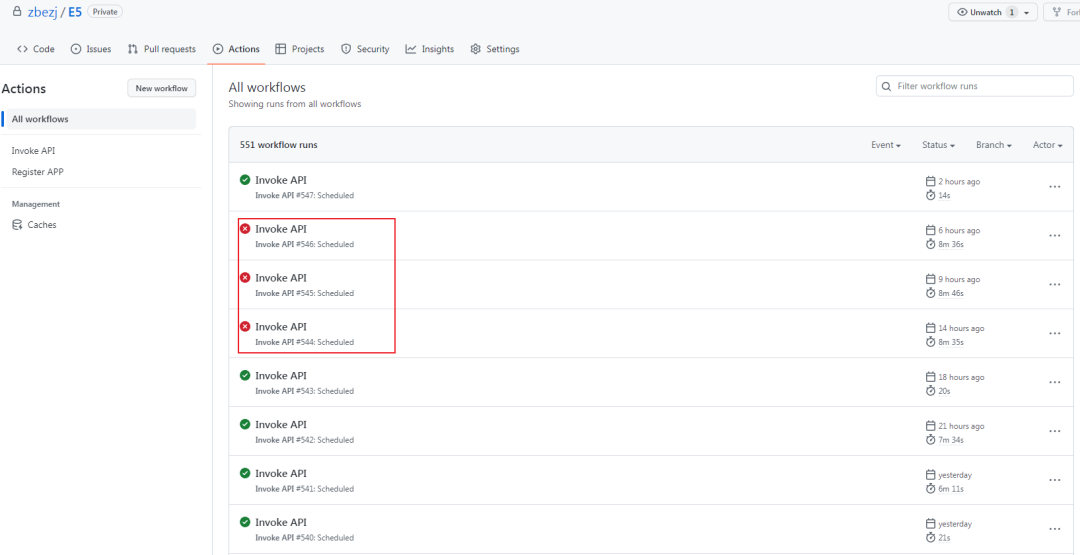 zbezj / E5 Private
Unwatch 1
For
Code Issues Pull requests Actions Projects Security Insights Settings
Actions
New workflow
All workflows
Invoke API
Register APP
Management
Caches
All workflows
Showing runs from all workflows
Filter workflow runs
551 workflow runs
Event Status Branch Actor
Invoke API
Invoke API #547: Scheduled
2 hours ago
14s
Invoke API
Invoke API #546: Scheduled
6 hours ago
8m 36s
Invoke API
Invoke API #545: Scheduled
9 hours ago
8m 46s
Invoke API
Invoke API #544: Scheduled
14 hours ago
8m 35s
Invoke API
Invoke API #543: Scheduled
18 hours ago
20s
Invoke API
Invoke API #542: Scheduled
21 hours ago
7m 34s
Invoke API
Invoke API #541: Scheduled
yesterday
6m 11s
Invoke API
Invoke API #540: Scheduled
yesterday
21s